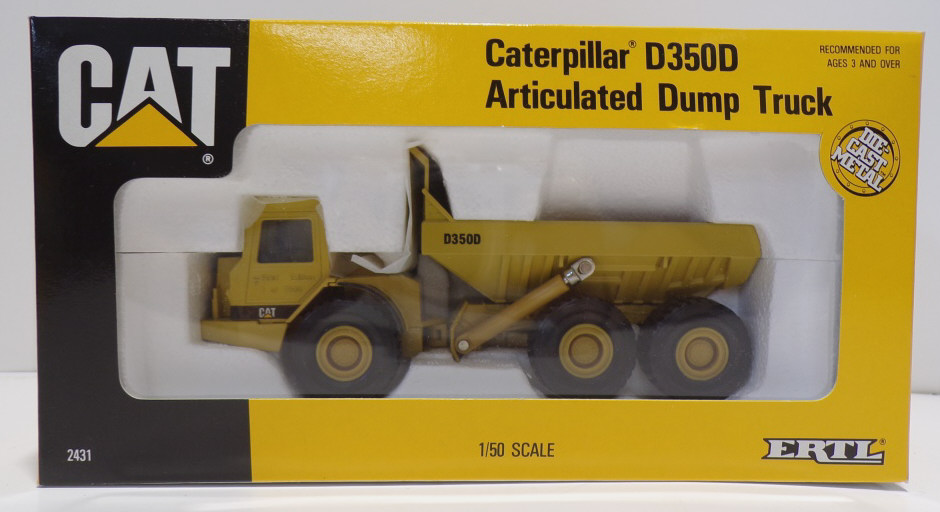 CAT
®
Caterpillar® D350D
Articulated Dump Truck
RECOMMENDED FOR
AGES 3 AND OVER
DIE-
CAST
METAL
D350D
CAT
2431
1/50 SCALE
ERTL®